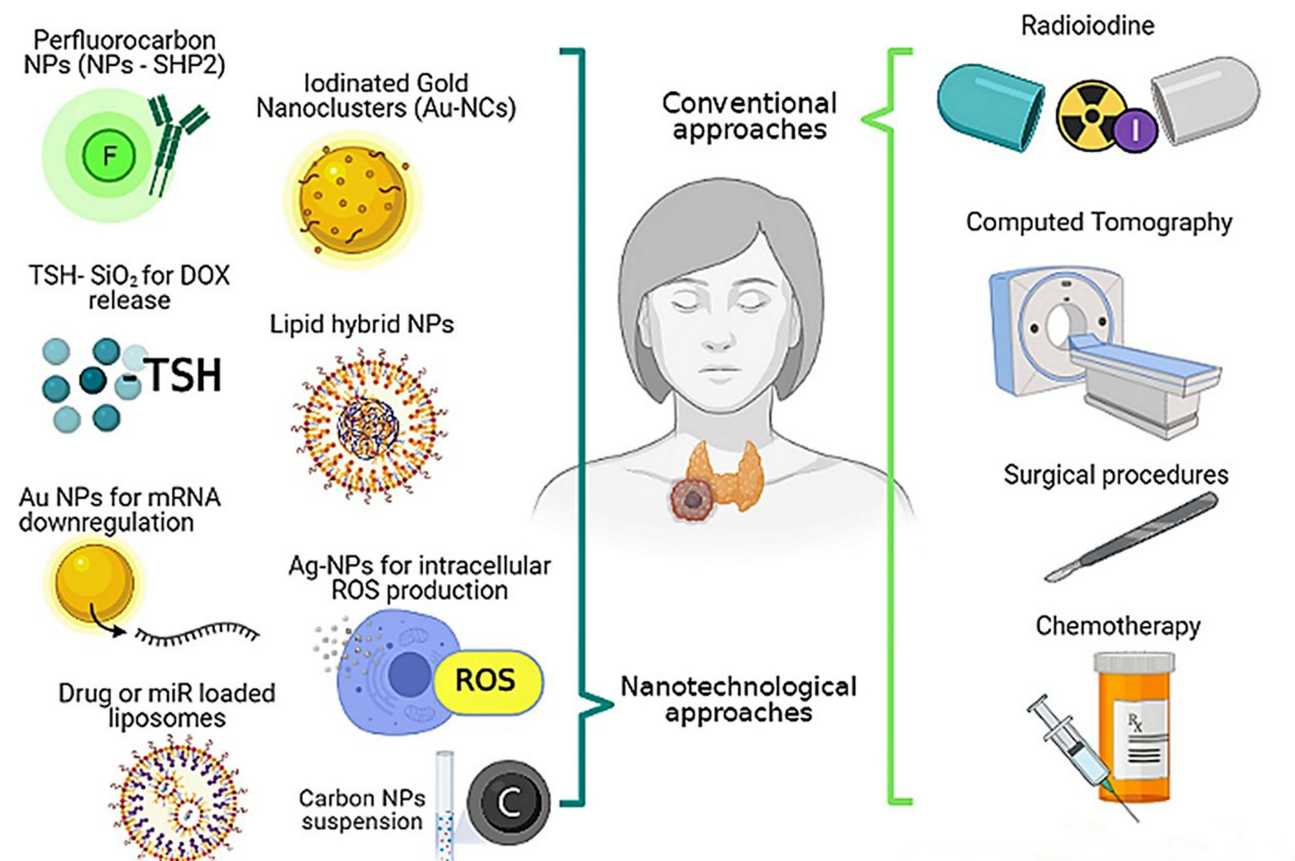 Perfluorocarbon
NPs (NPs - SHP2)
F
Iodinated Gold
Nanoclusters (Au-NCs)
TSH- SiO₂ for DOX
release
-TSH
Lipid hybrid NPs
Au NPs for mRNA
downregulation
Ag-NPs for intracellular
ROS production
ROS
Drug or miR loaded
liposomes
Carbon NPs
suspension
C
Conventional
approaches
Nanotechnological
approaches
Radioiodine
I
Computed Tomography
Surgical procedures
Chemotherapy
Rx